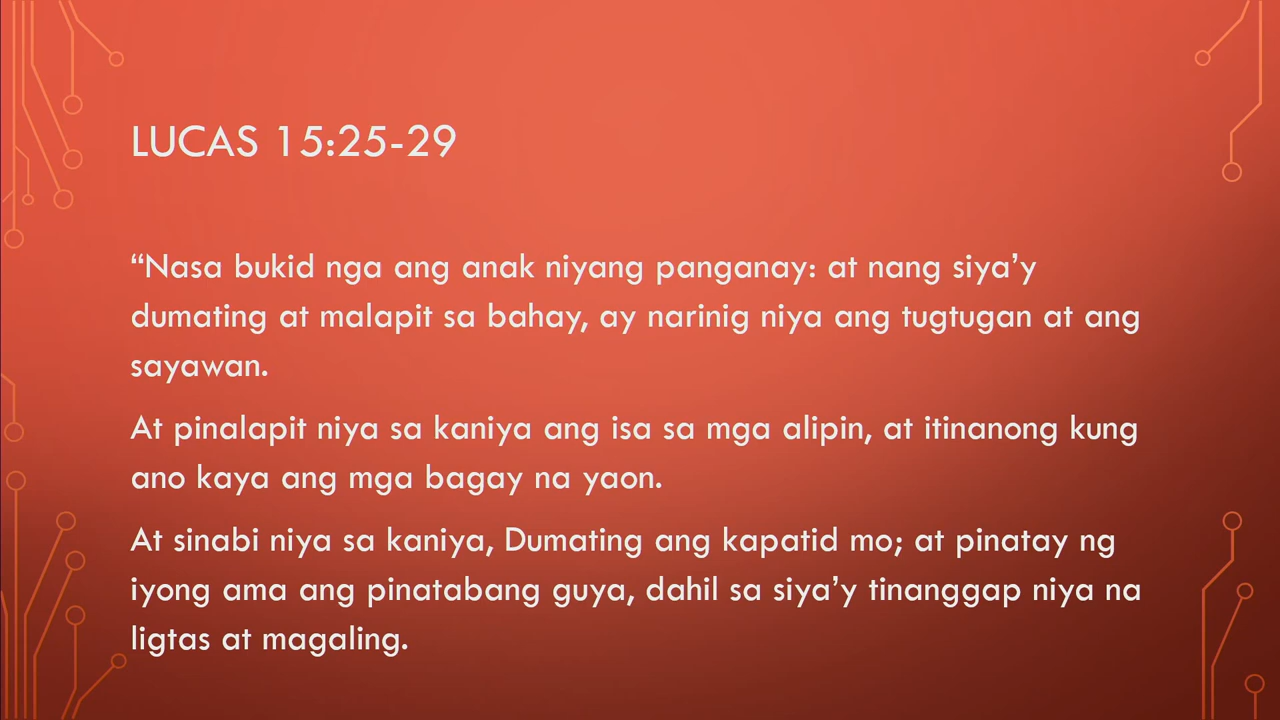 LUCAS 15:25-29
“Nasa bukid nga ang anak niyang panganay: at nang siya’y
dumating at malapit sa bahay, ay narinig niya ang tugtugan at ang
sayawan.
At pinalapit niya sa kaniya ang isa sa mga alipin, at itinanong kung
ano kaya ang mga bagay na yaon.
At sinabi niya sa kaniya, Dumating ang kapatid mo; at pinatay ng
iyong ama ang pinatabang guya, dahil sa siya’y tinanggap niya na
ligtas at magaling.